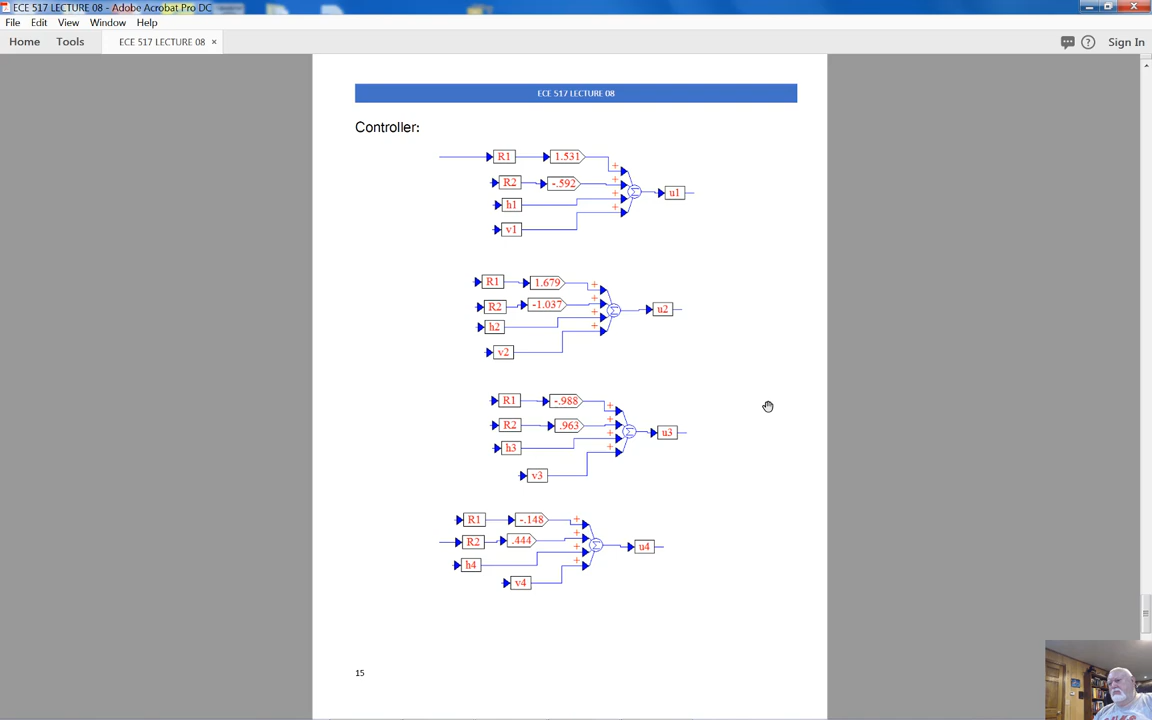 ECE 517 LECTURE 08 - Adobe Acrobat Pro DC
File Edit View Window Help
Home Tools ECE 517 LECTURE 08 × Sign In
ECE 517 LECTURE 08
Controller:
R1 1.531 +
R2 -.592 +
h1 + Σ u1
v1 +
R1 1.679 +
R2 -1.037 +
h2 + Σ u2
v2 +
R1 -.988 +
R2 .963 +
h3 + Σ u3
v3 +
R1 -.148 +
R2 .444 +
h4 + Σ u4
v4 +
15